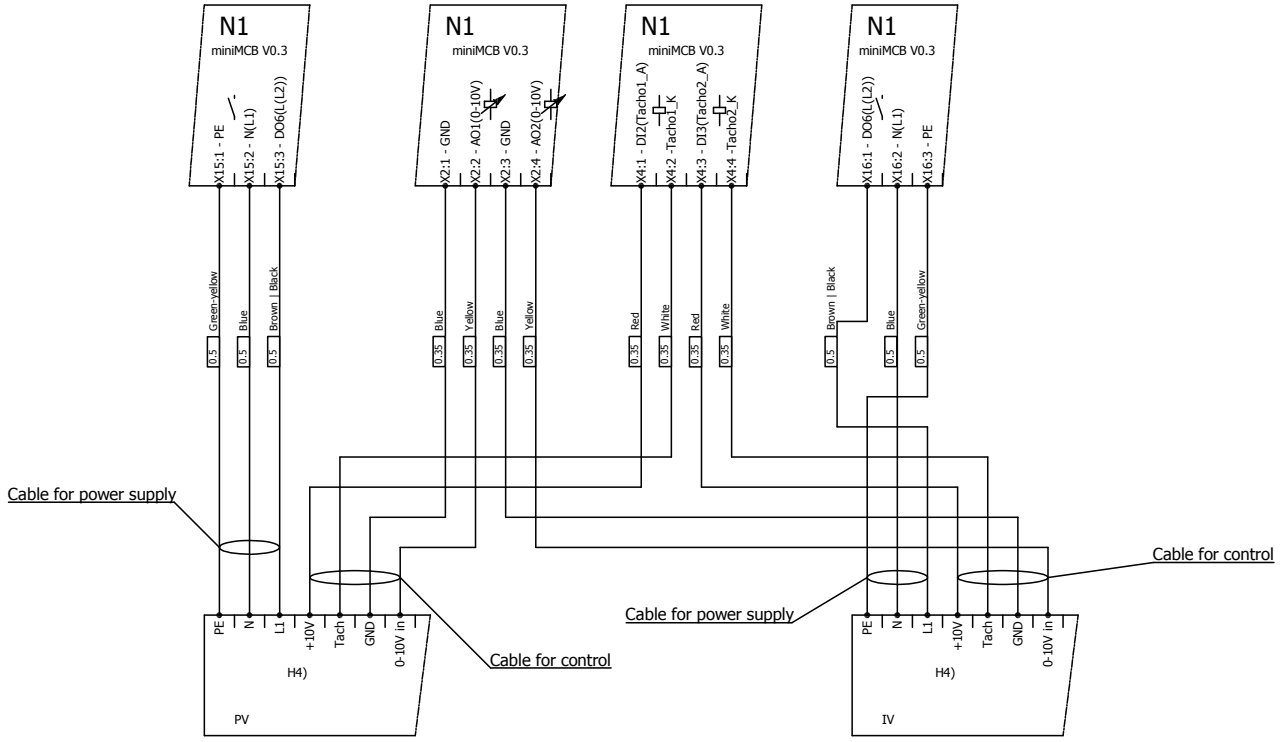 N1
miniMCB V0.3
X15:1 - PE
X15:2 - N(L1)
X15:3 - DO6(L(L2))
N1
miniMCB V0.3
X2:1 - GND
X2:2 - AO1(0-10V)
X2:3 - GND
X2:4 - AO2(0-10V)
N1
miniMCB V0.3
X4:1 - DI2(Tacho1_A)
X4:2 -Tacho1_K
X4:3 - DI3(Tacho2_A)
X4:4 -Tacho2_K
N1
miniMCB V0.3
X16:1 - DO6(L(L2))
X16:2 - N(L1)
X16:3 - PE
0.5 Green-yellow
0.5 Blue
0.5 Brown | Black
0.35 Blue
0.35 Yellow
0.35 Blue
0.35 Yellow
0.35 Red
0.35 White
0.35 Red
0.35 White
0.5 Brown | Black
0.5 Blue
0.5 Green-yellow
Cable for power supply
Cable for control
Cable for power supply
Cable for control
PE
N
L1
+10V
Tach
GND
0-10V in
H4)
PV
PE
N
L1
+10V
Tach
GND
0-10V in
H4)
IV